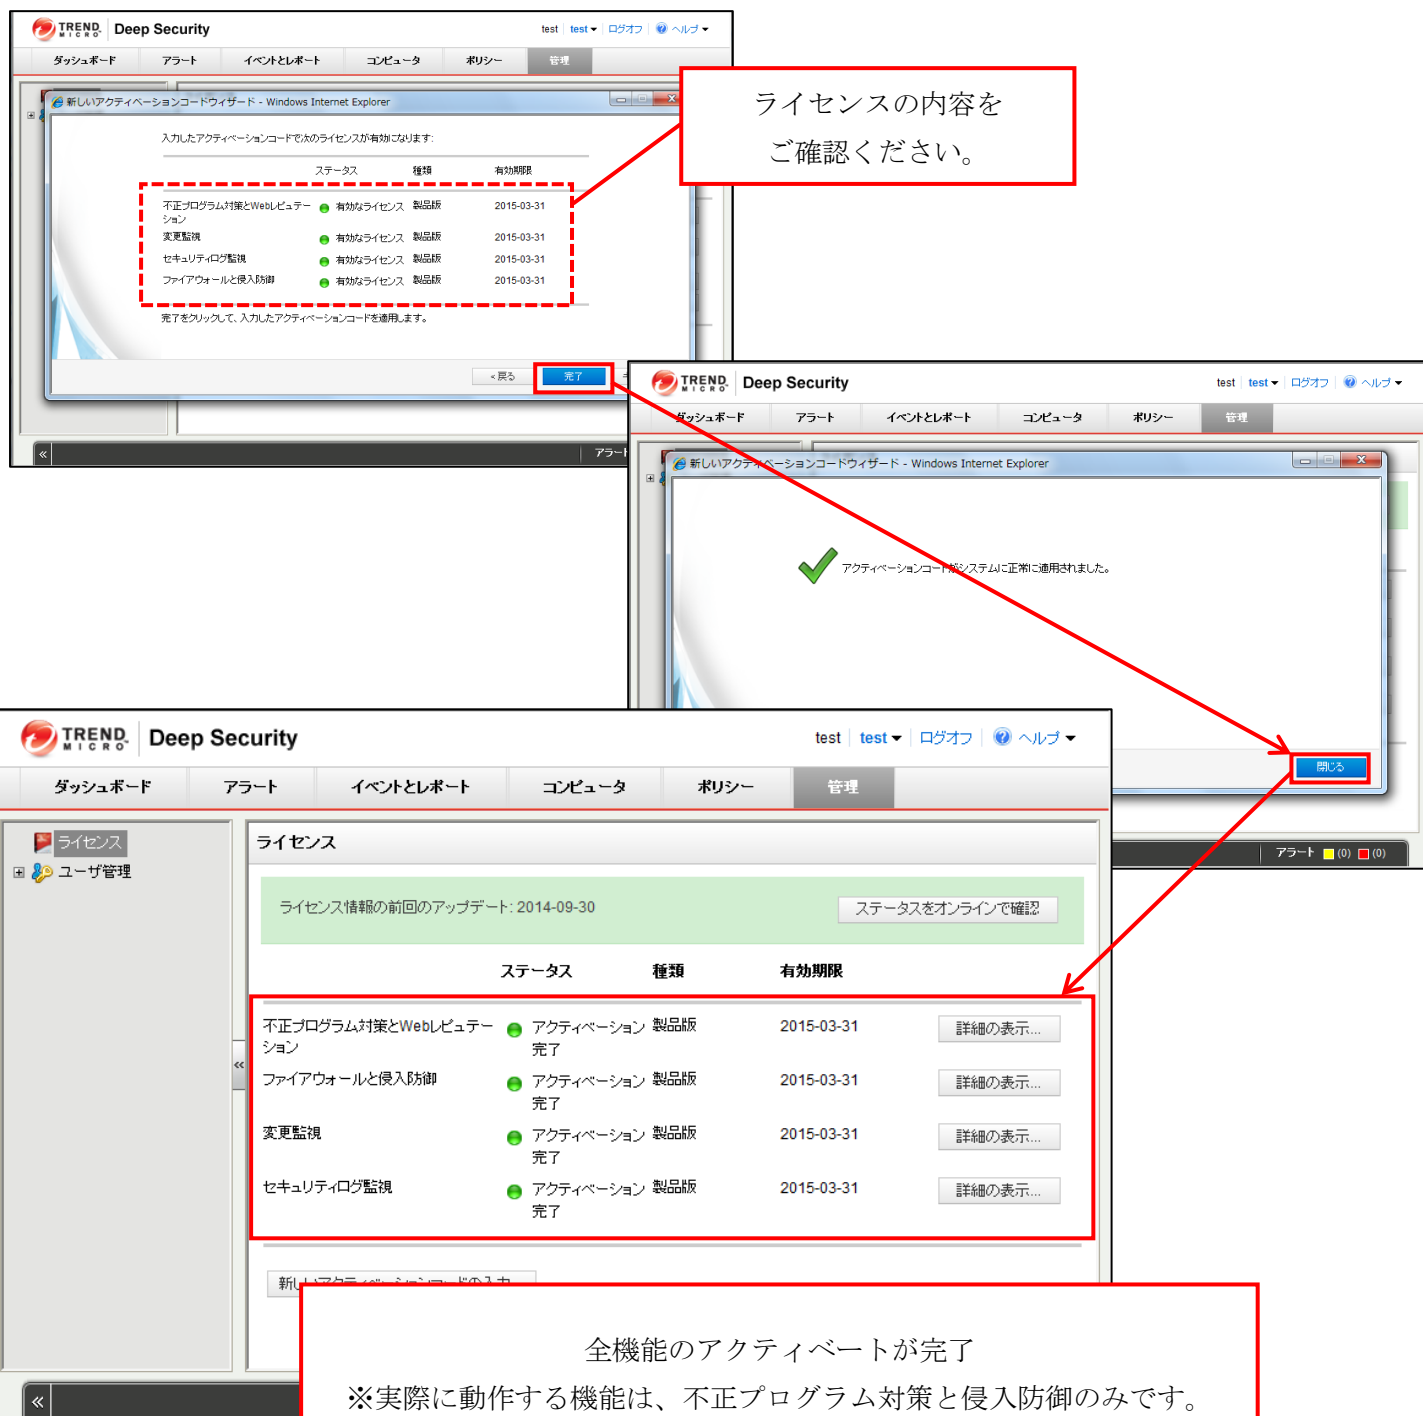 TREND MICRO Deep Security
test test ログオフ ヘルプ
ダッシュボード アラート イベントとレポート コンピュータ ポリシー 管理
新しいアクティベーションコードウィザード - Windows Internet Explorer
入力したアクティベーションコードで次のライセンスが有効になります:
ステータス 種類 有効期限
不正プログラム対策とWebレピュテー 有効なライセンス 製品版 2015-03-31
ション
変更監視 有効なライセンス 製品版 2015-03-31
セキュリティログ監視 有効なライセンス 製品版 2015-03-31
ファイアウォールと侵入防御 有効なライセンス 製品版 2015-03-31
完了をクリックして、入力したアクティベーションコードを適用します。
<戻る 完了
«
ライセンスの内容を
ご確認ください。
TREND MICRO Deep Security
test test ログオフ ヘルプ
ダッシュボード アラート イベントとレポート コンピュータ ポリシー 管理
新しいアクティベーションコードウィザード - Windows Internet Explorer
アクティベーションコードがシステムに正常に適用されました。
閉じる
アラート (0) (0)
TREND MICRO Deep Security
test test ログオフ ヘルプ
ダッシュボード アラート イベントとレポート コンピュータ ポリシー 管理
ライセンス
ユーザ管理
«
ライセンス
ライセンス情報の前回のアップデート: 2014-09-30 ステータスをオンラインで確認
ステータス 種類 有効期限
不正プログラム対策とWebレピュテー アクティベーション 製品版 2015-03-31 詳細の表示...
ション 完了
ファイアウォールと侵入防御 アクティベーション 製品版 2015-03-31 詳細の表示...
完了
変更監視 アクティベーション 製品版 2015-03-31 詳細の表示...
完了
セキュリティログ監視 アクティベーション 製品版 2015-03-31 詳細の表示...
完了
新しいアクティベーションコードの入力...
«
全機能のアクティベートが完了
※実際に動作する機能は、不正プログラム対策と侵入防御のみです。